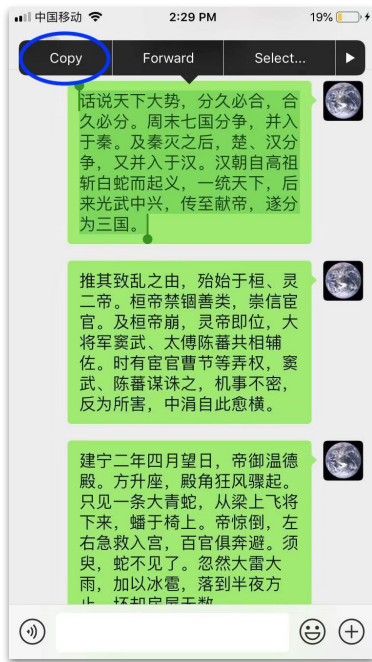 中国移动 2:29 PM 19%
Copy Forward Select...
话说天下大势，分久必合，合
久必分。周末七国分争，并入
于秦。及秦灭之后，楚、汉分
争，又并入于汉。汉朝自高祖
斩白蛇而起义，一统天下，后
来光武中兴，传至献帝，遂分
为三国。
推其致乱之由，殆始于桓、灵
二帝。桓帝禁锢善类，崇信宦
官。及桓帝崩，灵帝即位，大
将军窦武、太傅陈蕃共相辅
佐。时有宦官曹节等弄权，窦
武、陈蕃谋诛之，机事不密，
反为所害，中涓自此愈横。
建宁二年四月望日，帝御温德
殿。方升座，殿角狂风骤起。
只见一条大青蛇，从梁上飞将
下来，蟠于椅上。帝惊倒，左
右急救入宫，百官俱奔避。须
臾，蛇不见了。忽然大雷大
雨，加以冰雹，落到半夜方
止，坏却房屋无数。